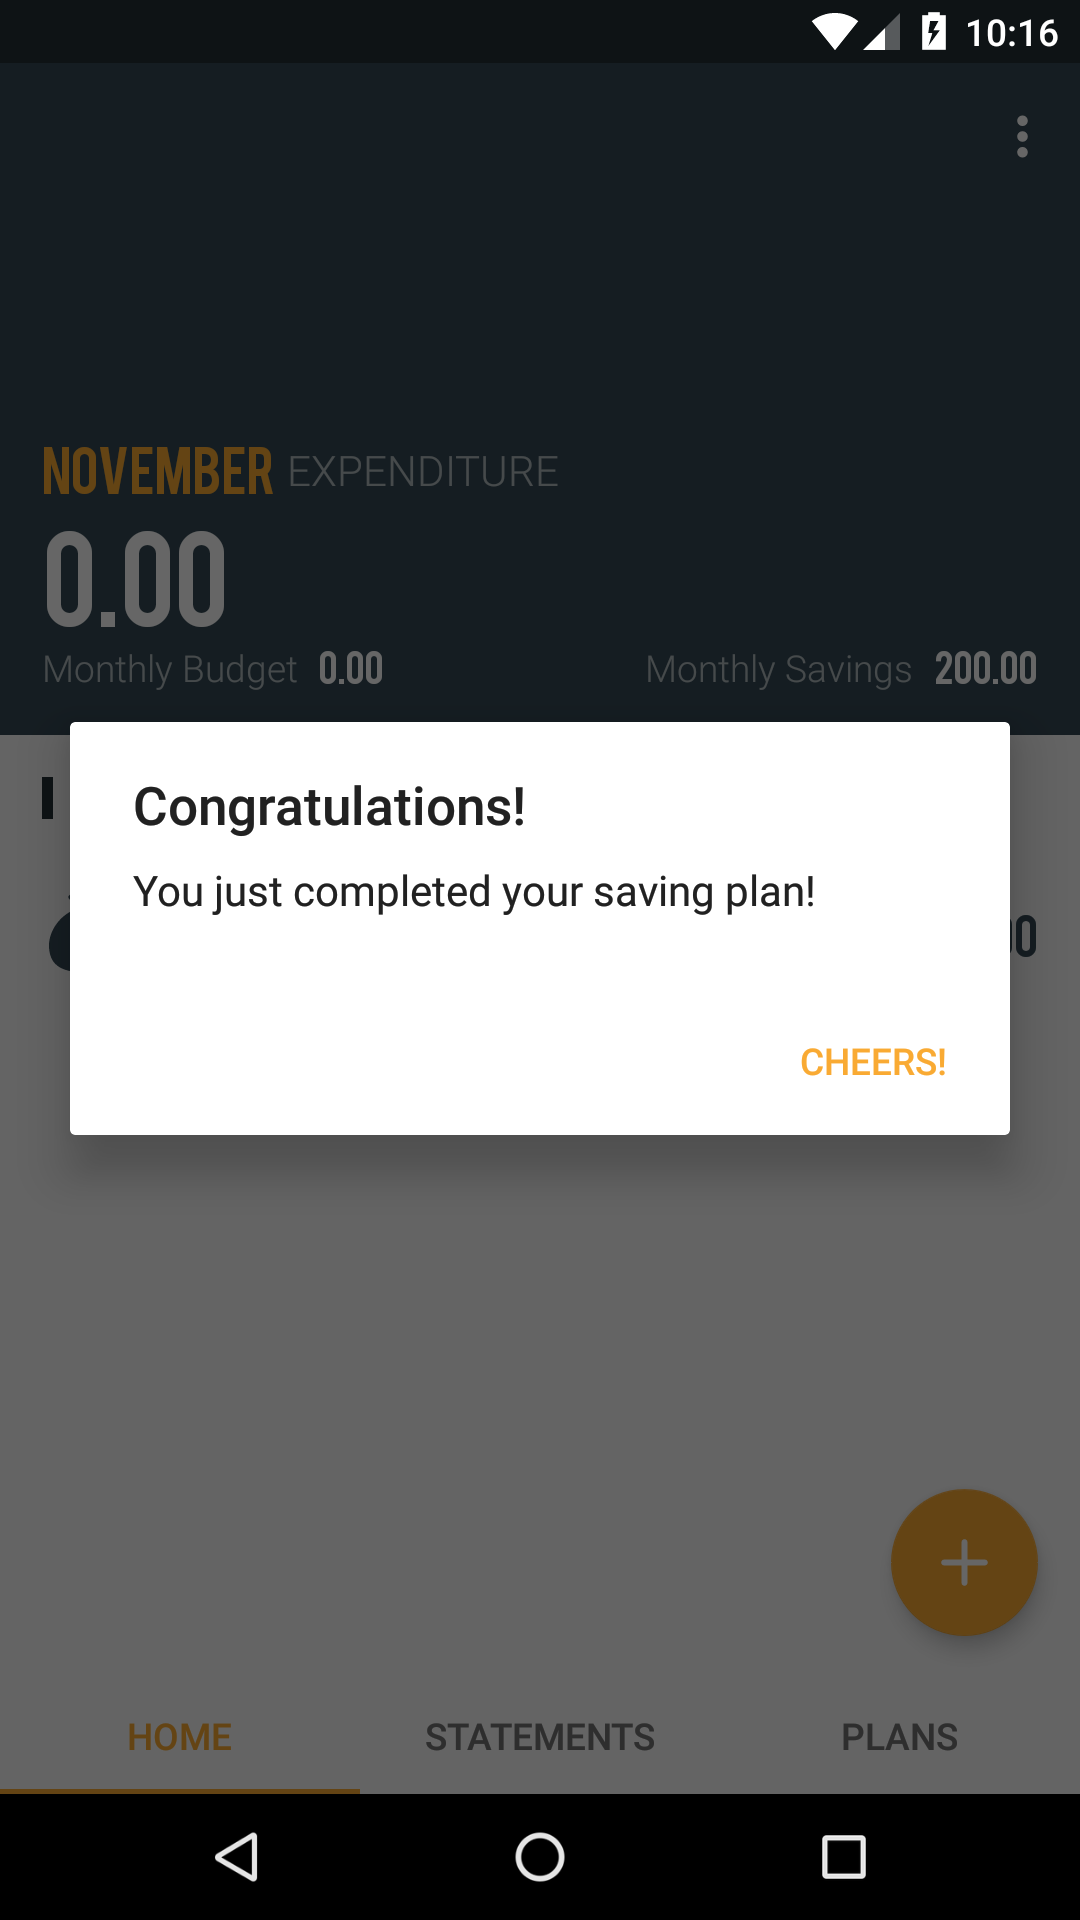 10:16
NOVEMBER EXPENDITURE
0.00
Monthly Budget 0.00 Monthly Savings 200.00
Congratulations!
You just completed your saving plan!
CHEERS!
HOME STATEMENTS PLANS